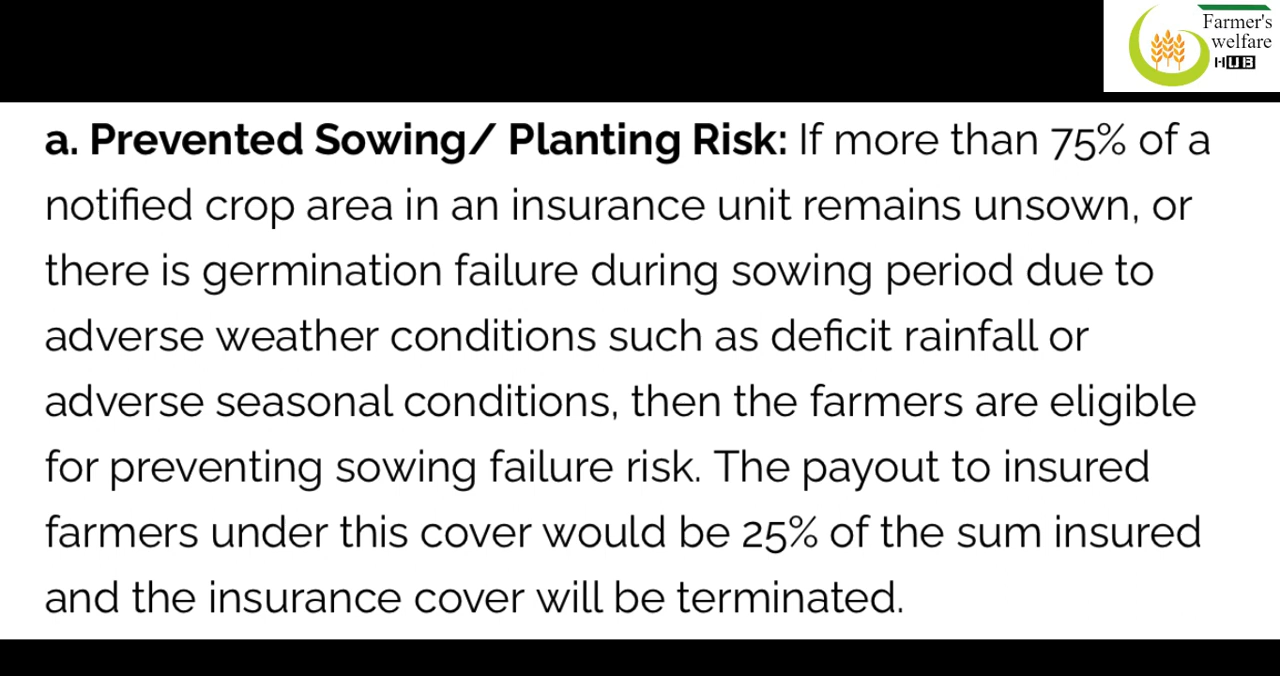 Farmer's
welfare
HUB
a. Prevented Sowing/ Planting Risk: If more than 75% of a
notified crop area in an insurance unit remains unsown, or
there is germination failure during sowing period due to
adverse weather conditions such as deficit rainfall or
adverse seasonal conditions, then the farmers are eligible
for preventing sowing failure risk. The payout to insured
farmers under this cover would be 25% of the sum insured
and the insurance cover will be terminated.